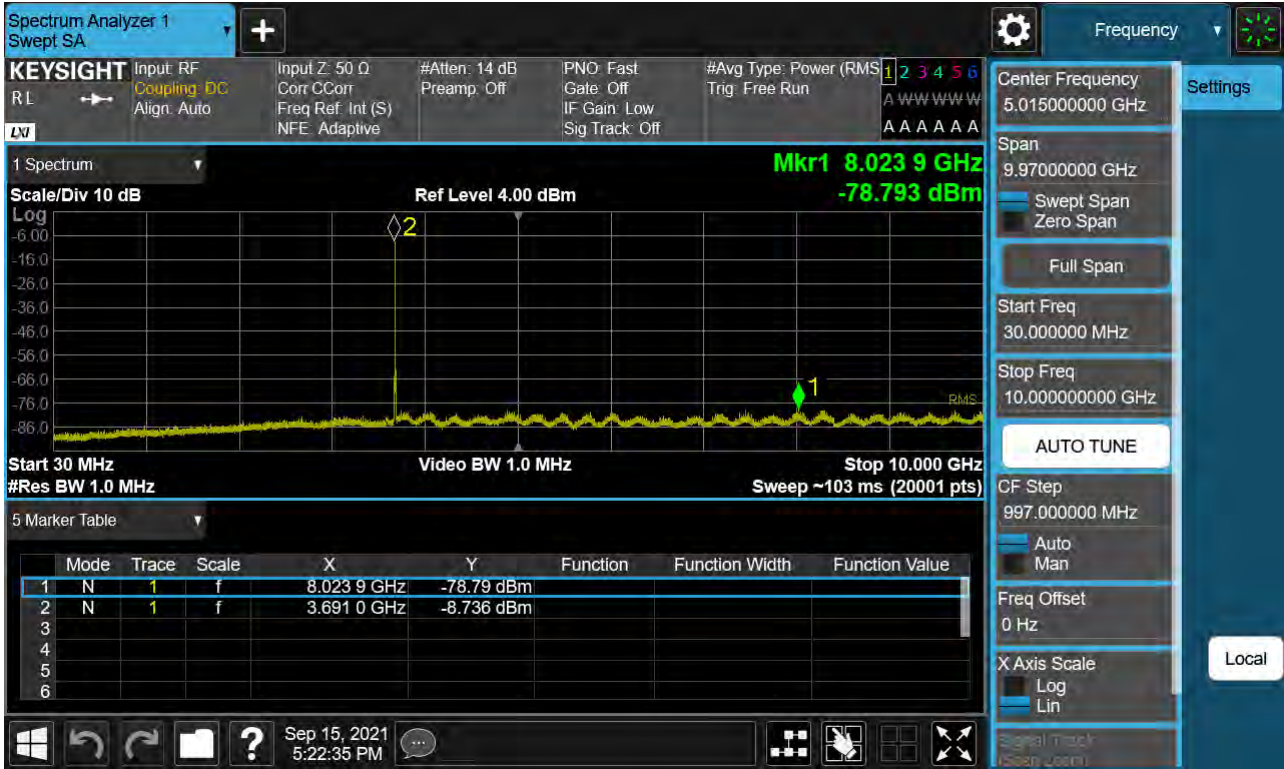 Spectrum Analyzer 1
Swept SA
+
Frequency
KEYSIGHT
RL
LXI
Input: RF
Coupling: DC
Align: Auto
Input Z: 50 Ω
Corr CCorr
Freq Ref: Int (S)
NFE: Adaptive
#Atten: 14 dB
Preamp: Off
PNO: Fast
Gate: Off
IF Gain: Low
Sig Track: Off
#Avg Type: Power (RMS
Trig: Free Run
1 2 3 4 5 6
A W W W W W
A A A A A A
1 Spectrum
Mkr1 8.023 9 GHz
-78.793 dBm
Scale/Div 10 dB
Ref Level 4.00 dBm
Log
-6.00
-16.0
-26.0
-36.0
-46.0
-56.0
-66.0
-76.0
-86.0
2
1
RMS
Start 30 MHz
Video BW 1.0 MHz
Stop 10.000 GHz
#Res BW 1.0 MHz
Sweep ~103 ms (20001 pts)
5 Marker Table
Mode Trace Scale X Y Function Function Width Function Value
1 N 1 f 8.023 9 GHz -78.79 dBm
2 N 1 f 3.691 0 GHz -8.736 dBm
3
4
5
6
Sep 15, 2021
5:22:35 PM
?
Center Frequency
5.015000000 GHz
Settings
Span
9.97000000 GHz
Swept Span
Zero Span
Full Span
Start Freq
30.000000 MHz
Stop Freq
10.000000000 GHz
AUTO TUNE
CF Step
997.000000 MHz
Auto
Man
Freq Offset
0 Hz
X Axis Scale
Log
Lin
Local
Signal Track
(Span Zoom)